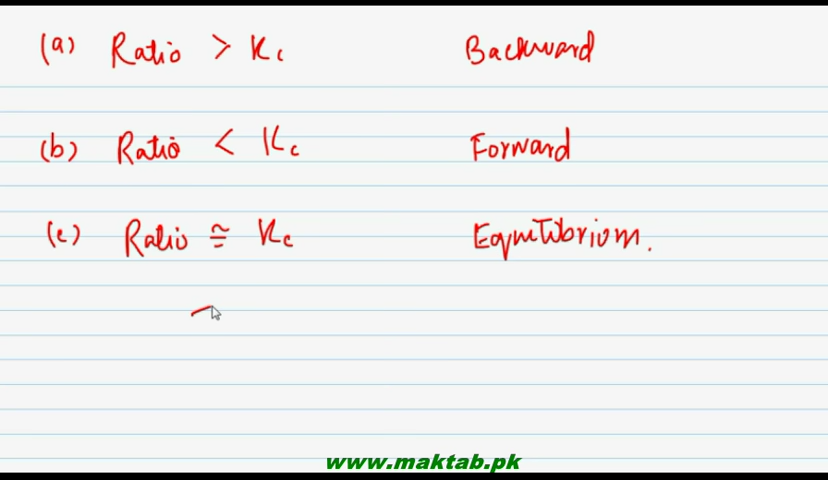 (a) Ratio > Kc Backward
(b) Ratio < Kc Forward
(c) Ratio ≅ Kc Equilibrium.
www.maktab.pk